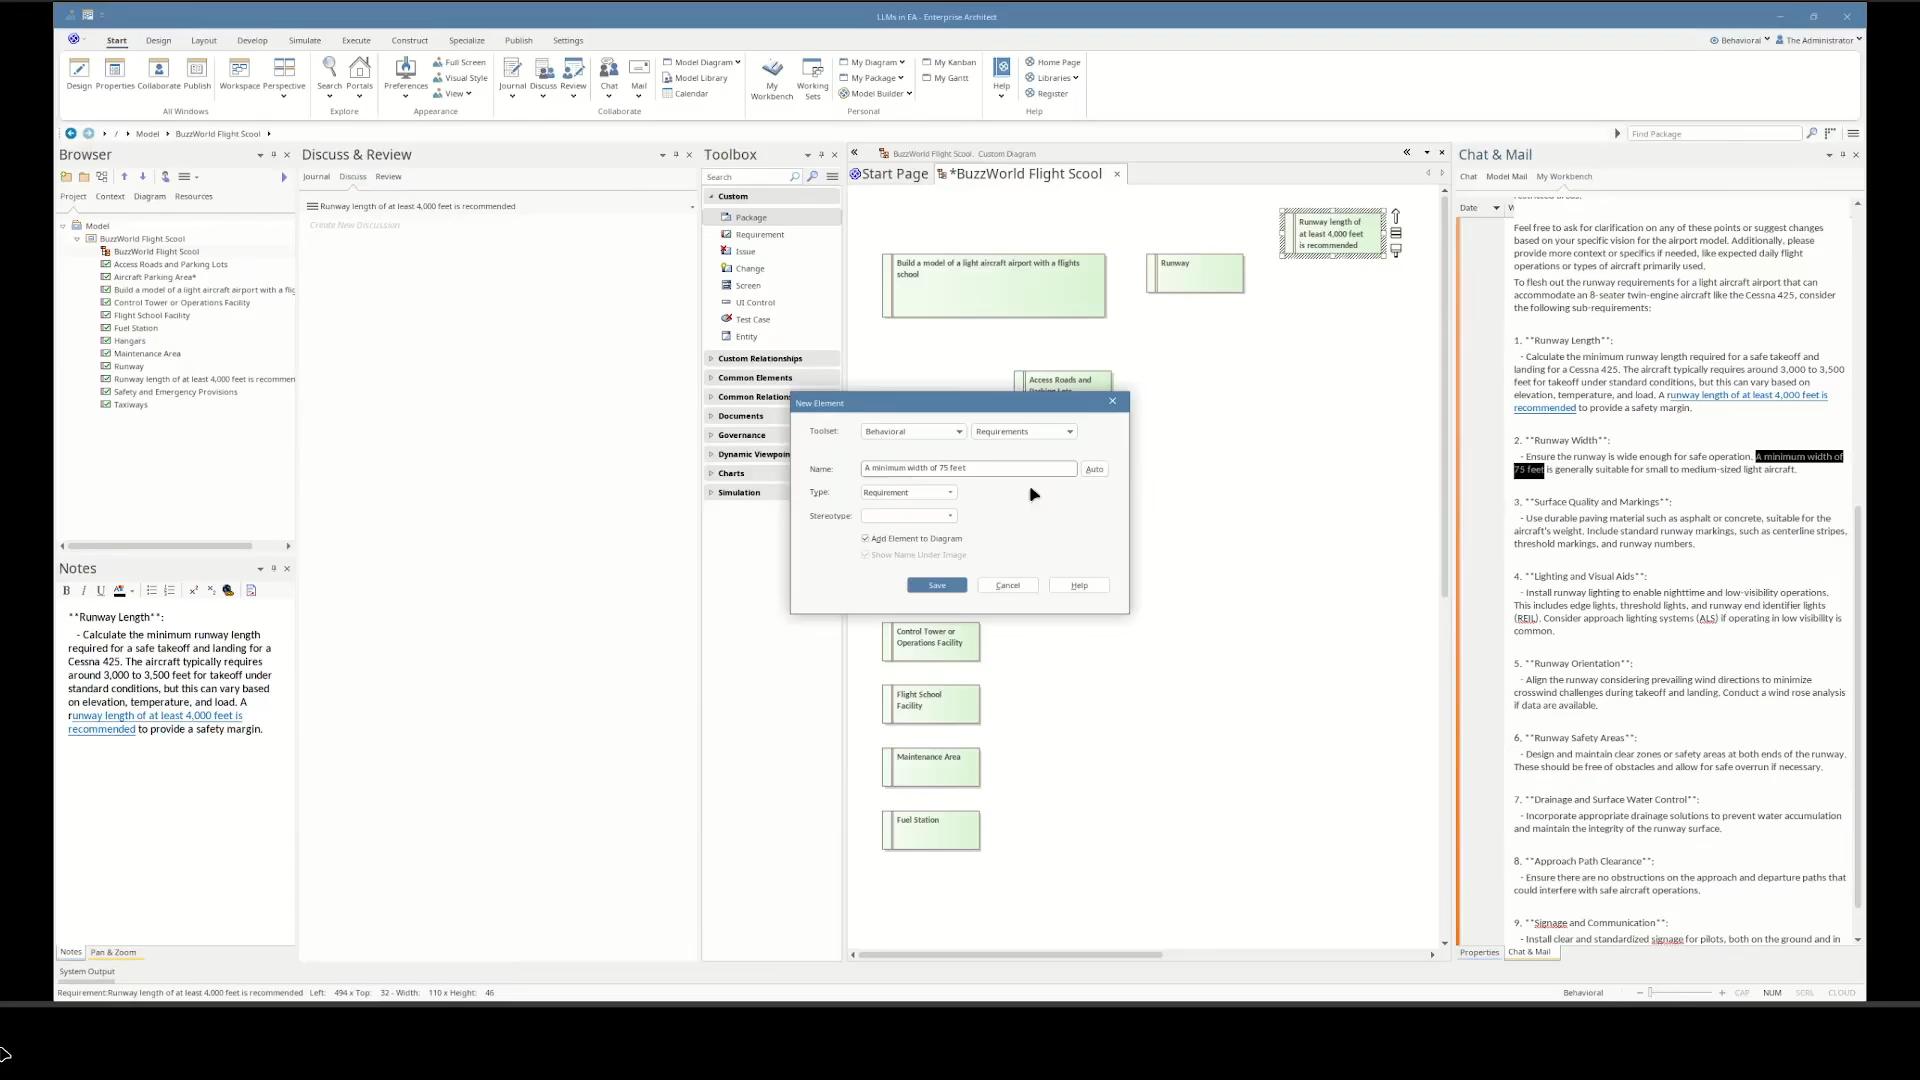 LLMs in EA - Enterprise Architect
Start Design Layout Develop Simulate Execute Construct Specialize Publish Settings
Behavioral The Administrator
Design Properties Collaborate Publish
Workspace Perspective
All Windows
Search Portals
Explore
Preferences
Full Screen
Visual Style
View
Appearance
Journal Discuss Review
Chat Mail
Model Diagram
Model Library
Calendar
Collaborate
My Workbench
Working Sets
My Diagram
My Package
Model Builder
My Kanban
My Gantt
Personal
Help
Home Page
Libraries
Register
Help
/ Model BuzzWorld Flight Scool
Find Package
Browser
Project Context Diagram Resources
Model
BuzzWorld Flight Scool
BuzzWorld Flight Scool
Access Roads and Parking Lots
Aircraft Parking Area*
Build a model of a light aircraft airport with a flig
Control Tower or Operations Facility
Flight School Facility
Fuel Station
Hangars
Maintenance Area
Runway
Runway length of at least 4,000 feet is recommen
Safety and Emergency Provisions
Taxiways
Notes
B I U A
**Runway Length**:
- Calculate the minimum runway length
required for a safe takeoff and landing for a
Cessna 425. The aircraft typically requires
around 3,000 to 3,500 feet for takeoff under
standard conditions, but this can vary based
on elevation, temperature, and load. A
runway length of at least 4,000 feet is
recommended to provide a safety margin.
Notes Pan & Zoom
System Output
Requirement:Runway length of at least 4,000 feet is recommended Left: 494 x Top: 32 - Width: 110 x Height: 46
Discuss & Review
Journal Discuss Review
Runway length of at least 4,000 feet is recommended
Create New Discussion
Toolbox
Search
Custom
Package
Requirement
Issue
Change
Screen
UI Control
Test Case
Entity
Custom Relationships
Common Elements
Common Relations
Documents
Governance
Dynamic Viewpoin
Charts
Simulation
BuzzWorld Flight Scool. Custom Diagram
Start Page *BuzzWorld Flight Scool
Runway length of
at least 4,000 feet
is recommended
Build a model of a light aircraft airport with a flights
school
Runway
Access Roads and
Parking Lots
New Element
Toolset: Behavioral Requirements
Name: A minimum width of 75 feet Auto
Type: Requirement
Stereotype:
Add Element to Diagram
Show Name Under Image
Save Cancel Help
Control Tower or
Operations Facility
Flight School
Facility
Maintenance Area
Fuel Station
Chat & Mail
Chat Model Mail My Workbench
Date
Feel free to ask for clarification on any of these points or suggest changes
based on your specific vision for the airport model. Additionally, please
provide more context or specifics if needed, like expected daily flight
operations or types of aircraft primarily used.
To flesh out the runway requirements for a light aircraft airport that can
accommodate an 8-seater twin-engine aircraft like the Cessna 425, consider
the following sub-requirements:
1. **Runway Length**:
- Calculate the minimum runway length required for a safe takeoff and
landing for a Cessna 425. The aircraft typically requires around 3,000 to 3,500
feet for takeoff under standard conditions, but this can vary based on
elevation, temperature, and load. A runway length of at least 4,000 feet is
recommended to provide a safety margin.
2. **Runway Width**:
- Ensure the runway is wide enough for safe operation. A minimum width of
75 feet is generally suitable for small to medium-sized light aircraft.
3. **Surface Quality and Markings**:
- Use durable paving material such as asphalt or concrete, suitable for the
aircraft's weight. Include standard runway markings, such as centerline stripes,
threshold markings, and runway numbers.
4. **Lighting and Visual Aids**:
- Install runway lighting to enable nighttime and low-visibility operations.
This includes edge lights, threshold lights, and runway end identifier lights
(REIL). Consider approach lighting systems (ALS) if operating in low visibility is
common.
5. **Runway Orientation**:
- Align the runway considering prevailing wind directions to minimize
crosswind challenges during takeoff and landing. Conduct a wind rose analysis
if data are available.
6. **Runway Safety Areas**:
- Design and maintain clear zones or safety areas at both ends of the runway.
These should be free of obstacles and allow for safe overrun if necessary.
7. **Drainage and Surface Water Control**:
- Incorporate appropriate drainage solutions to prevent water accumulation
and maintain the integrity of the runway surface.
8. **Approach Path Clearance**:
- Ensure there are no obstructions on the approach and departure paths that
could interfere with safe aircraft operations.
9. **Signage and Communication**:
- Install clear and standardized signage for pilots, both on the ground and in
Properties Chat & Mail
Behavioral CAP NUM SCRL CLOUD